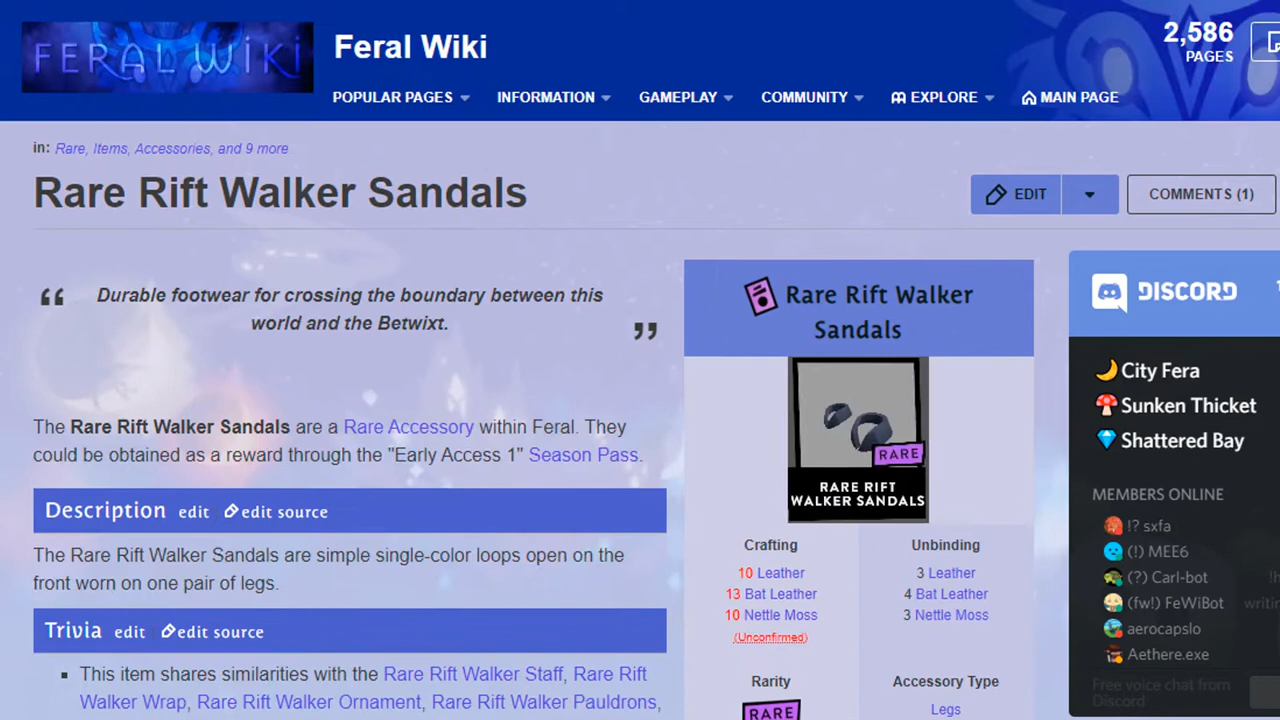 FERAL WIKI
Feral Wiki
2,586
PAGES
POPULAR PAGES
INFORMATION
GAMEPLAY
COMMUNITY
EXPLORE
MAIN PAGE
in: Rare, Items, Accessories, and 9 more
Rare Rift Walker Sandals
EDIT
COMMENTS (1)
“ Durable footwear for crossing the boundary between this
world and the Betwixt. ”
The Rare Rift Walker Sandals are a Rare Accessory within Feral. They
could be obtained as a reward through the "Early Access 1" Season Pass.
Description edit edit source
The Rare Rift Walker Sandals are simple single-color loops open on the
front worn on one pair of legs.
Trivia edit edit source
▪ This item shares similarities with the Rare Rift Walker Staff, Rare Rift
Walker Wrap, Rare Rift Walker Ornament, Rare Rift Walker Pauldrons,
Rare Rift Walker
Sandals
RARE
RARE RIFT
WALKER SANDALS
Crafting
10 Leather
13 Bat Leather
10 Nettle Moss
(Unconfirmed)
Unbinding
3 Leather
4 Bat Leather
3 Nettle Moss
Rarity
RARE
Accessory Type
Legs
DISCORD
City Fera
Sunken Thicket
Shattered Bay
MEMBERS ONLINE
!? sxfa
(!) MEE6
(?) Carl-bot
(fw!) FeWiBot
aerocapslo
Aethere.exe
Free voice chat from
Discord